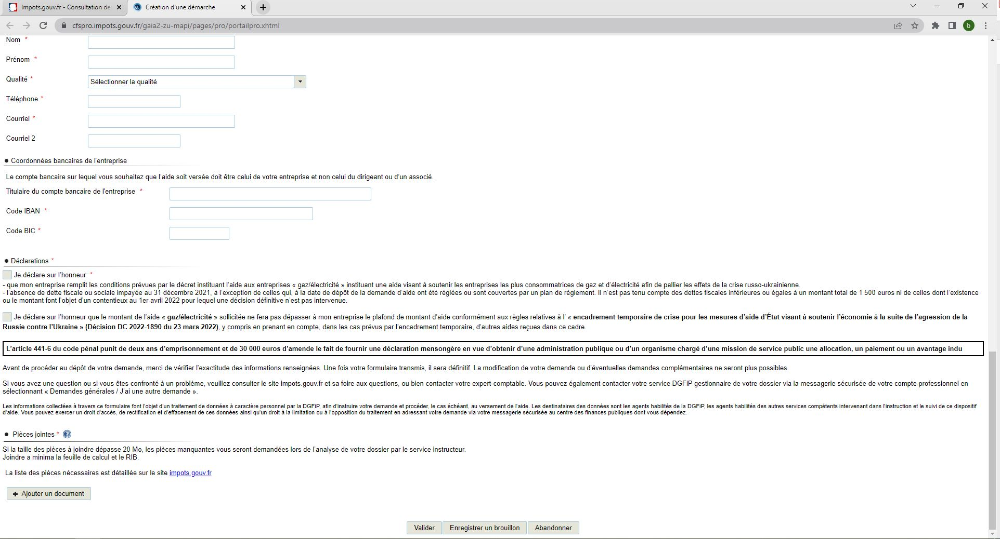 Impots.gouv.fr - Consultation de
Création d'une démarche
cfspro.impots.gouv.fr/gaia2-zu-mapi/pages/pro/portailpro.xhtml
b
Nom *
Prénom *
Qualité *
Sélectionner la qualité
Téléphone *
Courriel *
Courriel 2
● Coordonnées bancaires de l'entreprise
Le compte bancaire sur lequel vous souhaitez que l’aide soit versée doit être celui de votre entreprise et non celui du dirigeant ou d’un associé.
Titulaire du compte bancaire de l'entreprise *
Code IBAN *
Code BIC *
● Déclarations *
Je déclare sur l’honneur: *
- que mon entreprise remplit les conditions prévues par le décret instituant l’aide aux entreprises « gaz/électricité » instituant une aide visant à soutenir les entreprises les plus consommatrices de gaz et d’électricité afin de pallier les effets de la crise russo-ukrainienne.
- l’absence de dette fiscale ou sociale impayée au 31 décembre 2021, à l’exception de celles qui, à la date de dépôt de la demande d’aide ont été réglées ou sont couvertes par un plan de règlement. Il n’est pas tenu compte des dettes fiscales inférieures ou égales à un montant total de 1 500 euros ni de celles dont l’existence
ou le montant font l’objet d’un contentieux au 1er avril 2022 pour lequel une décision définitive n’est pas intervenue.
Je déclare sur l’honneur que le montant de l’aide « gaz/électricité » sollicitée ne fera pas dépasser à mon entreprise le plafond de montant d’aide conformément aux règles relatives à l’ « encadrement temporaire de crise pour les mesures d’aide d’État visant à soutenir l’économie à la suite de l’agression de la
Russie contre l’Ukraine » (Décision DC 2022-1890 du 23 mars 2022), y compris en prenant en compte, dans les cas prévus par l’encadrement temporaire, d’autres aides reçues dans ce cadre.
L’article 441-6 du code pénal punit de deux ans d’emprisonnement et de 30 000 euros d’amende le fait de fournir une déclaration mensongère en vue d’obtenir d’une administration publique ou d’un organisme chargé d’une mission de service public une allocation, un paiement ou un avantage indu
Avant de procéder au dépôt de votre demande, merci de vérifier l'exactitude des informations renseignées. Une fois votre formulaire transmis, il sera définitif. La modification de votre demande ou d'éventuelles demandes complémentaires ne seront plus possibles.
Si vous avez une question ou si vous êtes confronté à un problème, veuillez consulter le site impots.gouv.fr et sa foire aux questions, ou bien contacter votre expert-comptable. Vous pouvez également contacter votre service DGFiP gestionnaire de votre dossier via la messagerie sécurisée de votre compte professionnel en
sélectionnant « Demandes générales / J’ai une autre demande ».
Les informations collectées à travers ce formulaire font l'objet d'un traitement de données à caractère personnel par la DGFiP, afin d'instruire votre demande et procéder, le cas échéant, au versement de l'aide. Les destinataires des données sont les agents habilités de la DGFiP, les agents habilités des autres services compétents intervenant dans l'instruction et le suivi de ce dispositif
d'aide. Vous pouvez exercer un droit d'accès, de rectification et d'effacement de ces données ainsi qu'un droit à la limitation ou à l'opposition du traitement en adressant votre demande via votre messagerie sécurisée au centre des finances publiques dont vous dépendez.
● Pièces jointes * ?
Si la taille des pièces à joindre dépasse 20 Mo, les pièces manquantes vous seront demandées lors de l’analyse de votre dossier par le service instructeur.
Joindre a minima la feuille de calcul et le RIB.
La liste des pièces nécessaires est détaillée sur le site impots.gouv.fr
+ Ajouter un document
Valider Enregistrer un brouillon Abandonner